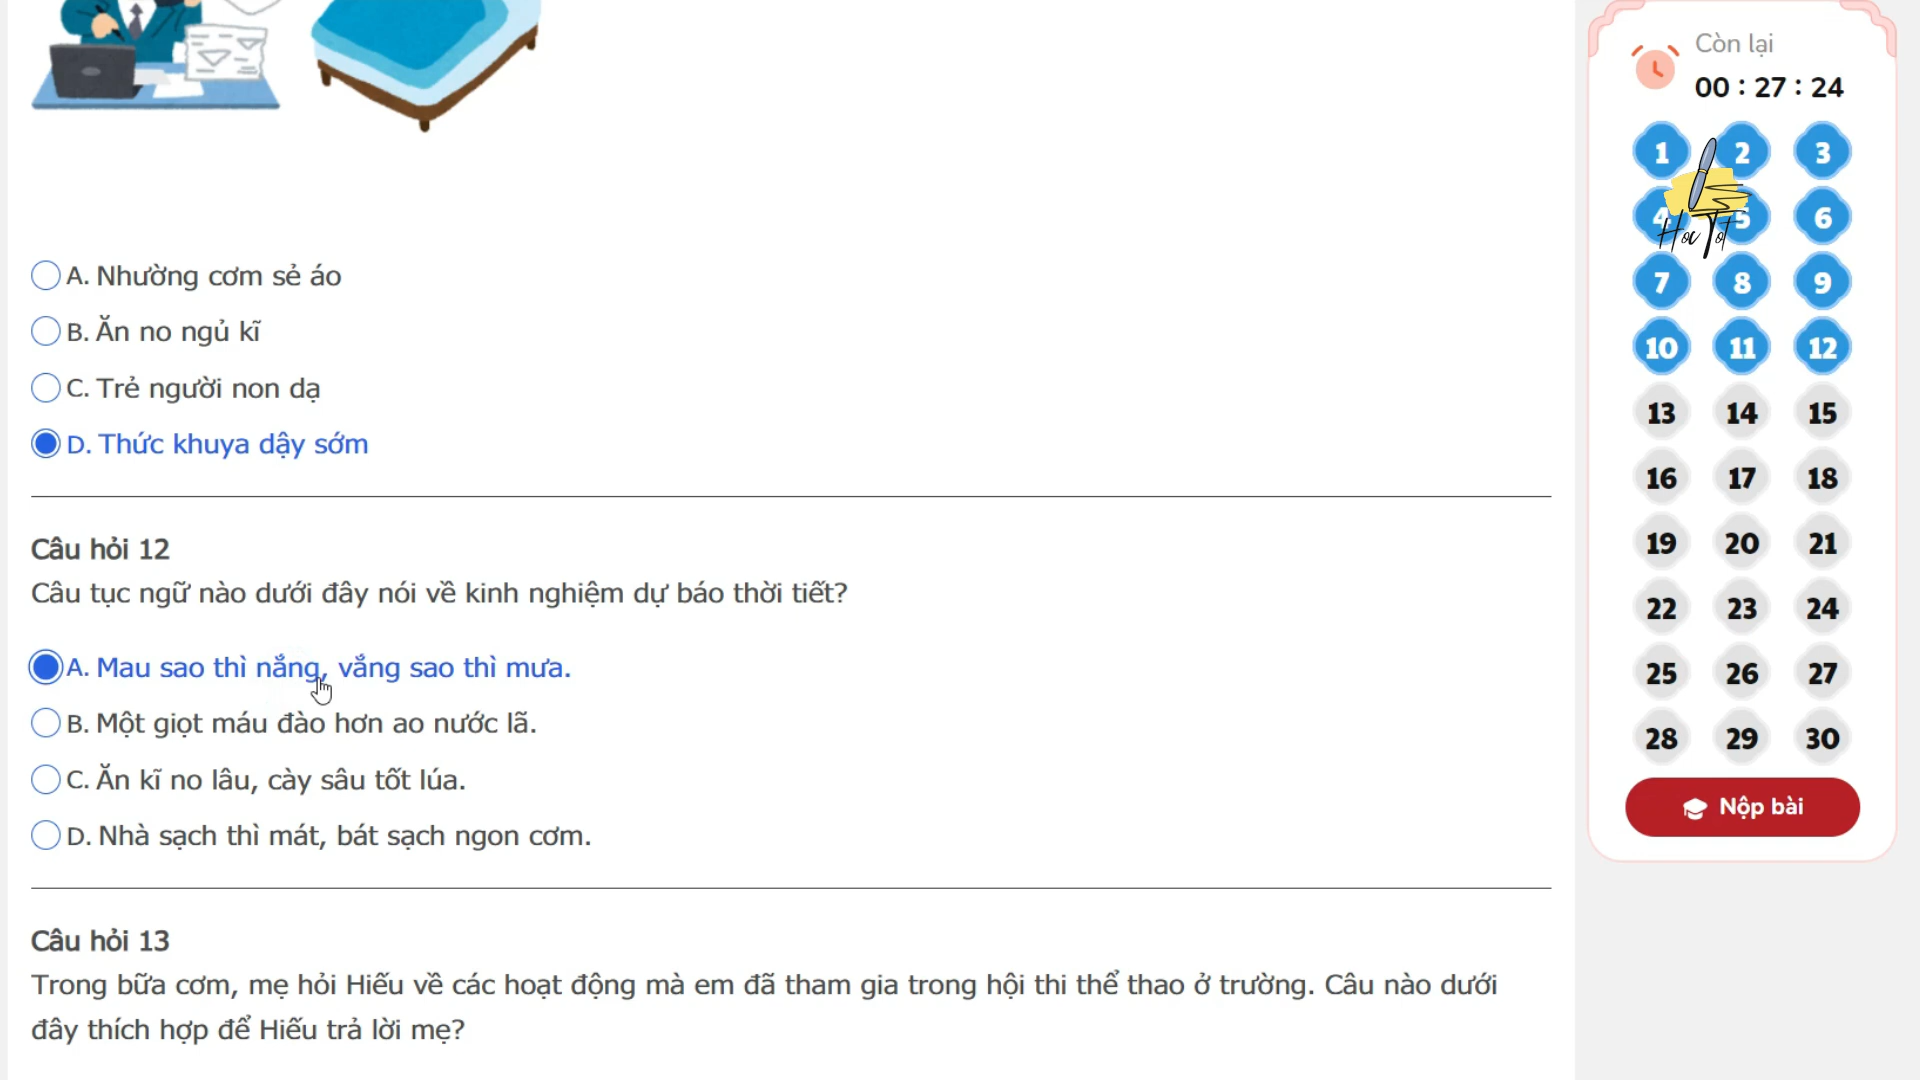 A. Nhường cơm sẻ áo
B. Ăn no ngủ kĩ
C. Trẻ người non dạ
D. Thức khuya dậy sớm
Câu hỏi 12
Câu tục ngữ nào dưới đây nói về kinh nghiệm dự báo thời tiết?
A. Mau sao thì nắng, vắng sao thì mưa.
B. Một giọt máu đào hơn ao nước lã.
C. Ăn kĩ no lâu, cày sâu tốt lúa.
D. Nhà sạch thì mát, bát sạch ngon cơm.
Câu hỏi 13
Trong bữa cơm, mẹ hỏi Hiếu về các hoạt động mà em đã tham gia trong hội thi thể thao ở trường. Câu nào dưới
đây thích hợp để Hiếu trả lời mẹ?
Còn lại
00 : 27 : 24
1 2 3
4 5 6
Hoc Tot
7 8 9
10 11 12
13 14 15
16 17 18
19 20 21
22 23 24
25 26 27
28 29 30
Nộp bài